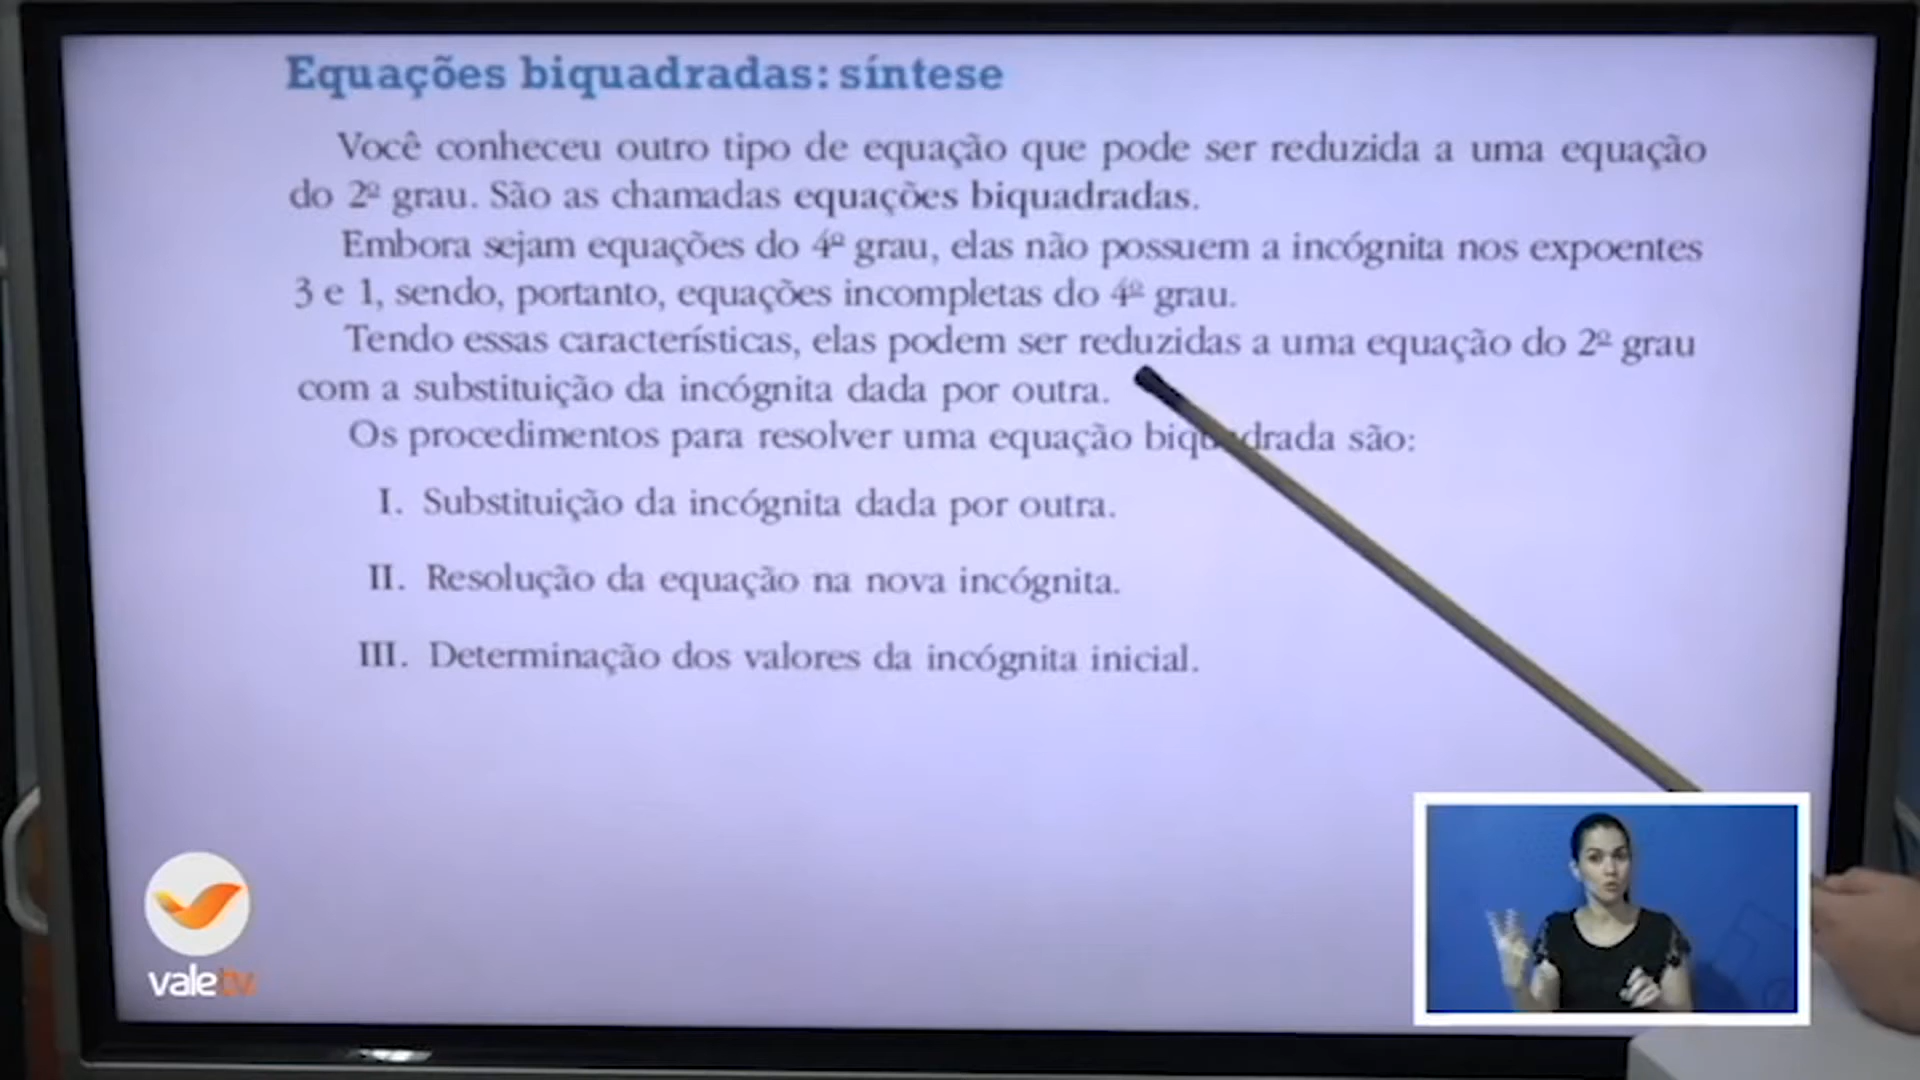 Equações biquadradas: síntese
Você conheceu outro tipo de equação que pode ser reduzida a uma equação
do 2º grau. São as chamadas equações biquadradas.
Embora sejam equações do 4º grau, elas não possuem a incógnita nos expoentes
3 e 1, sendo, portanto, equações incompletas do 4º grau.
Tendo essas características, elas podem ser reduzidas a uma equação do 2º grau
com a substituição da incógnita dada por outra.
Os procedimentos para resolver uma equação biquadrada são:
I. Substituição da incógnita dada por outra.
II. Resolução da equação na nova incógnita.
III. Determinação dos valores da incógnita inicial.
valetv